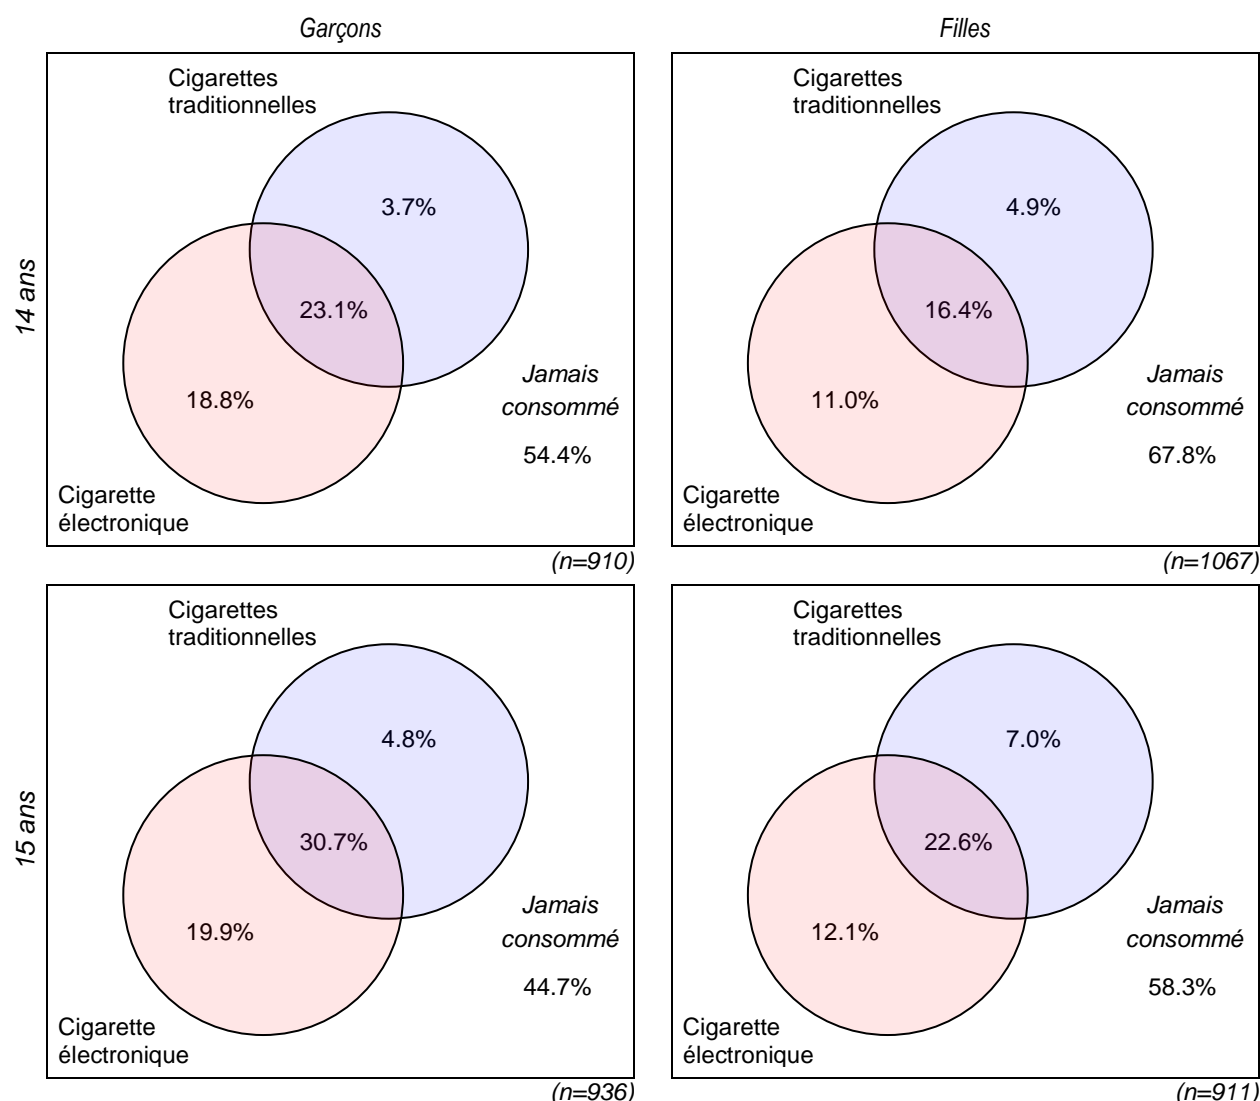 Garçons
Filles
14 ans
Cigarettes
traditionnelles
3.7%
23.1%
18.8%
Jamais
consommé
54.4%
Cigarette
électronique
(n=910)
Cigarettes
traditionnelles
4.9%
16.4%
11.0%
Jamais
consommé
67.8%
Cigarette
électronique
(n=1067)
15 ans
Cigarettes
traditionnelles
4.8%
30.7%
19.9%
Jamais
consommé
44.7%
Cigarette
électronique
(n=936)
Cigarettes
traditionnelles
7.0%
22.6%
12.1%
Jamais
consommé
58.3%
Cigarette
électronique
(n=911)